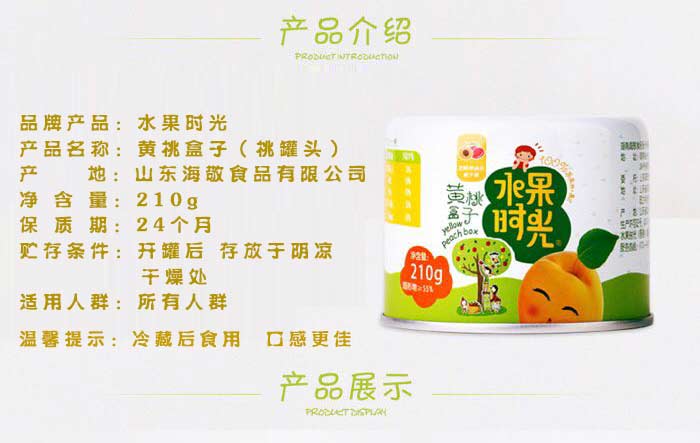 产品介绍
PRODUCT INTRODUCTION
品牌产品：水果时光
产品名称：黄桃盒子（桃罐头）
产 地：山东海敬食品有限公司
净 含 量：210g
保 质 期：24个月
贮存条件：开罐后 存放于阴凉
干燥处
适用人群：所有人群
温馨提示：冷藏后食用 口感更佳
黄桃
盒子
yellow
peach box
水果
时光
净含量:
210g
固形物≥55%
产品展示
PRODUCT DISPLAY